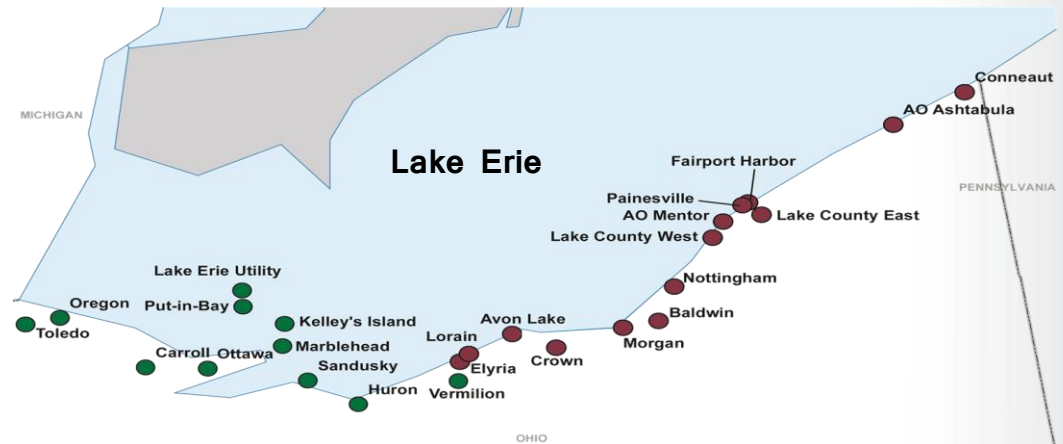 Conneaut
AO Ashtabula
MICHIGAN
Lake Erie
Fairport Harbor
PENNSYLVANIA
Painesville
AO Mentor
Lake County East
Lake County West
Lake Erie Utility
Nottingham
Oregon
Put-in-Bay
Toledo
Kelley's Island
Avon Lake
Baldwin
Lorain
Morgan
Carroll
Ottawa
Marblehead
Crown
Sandusky
Elyria
Huron
Vermilion
OHIO